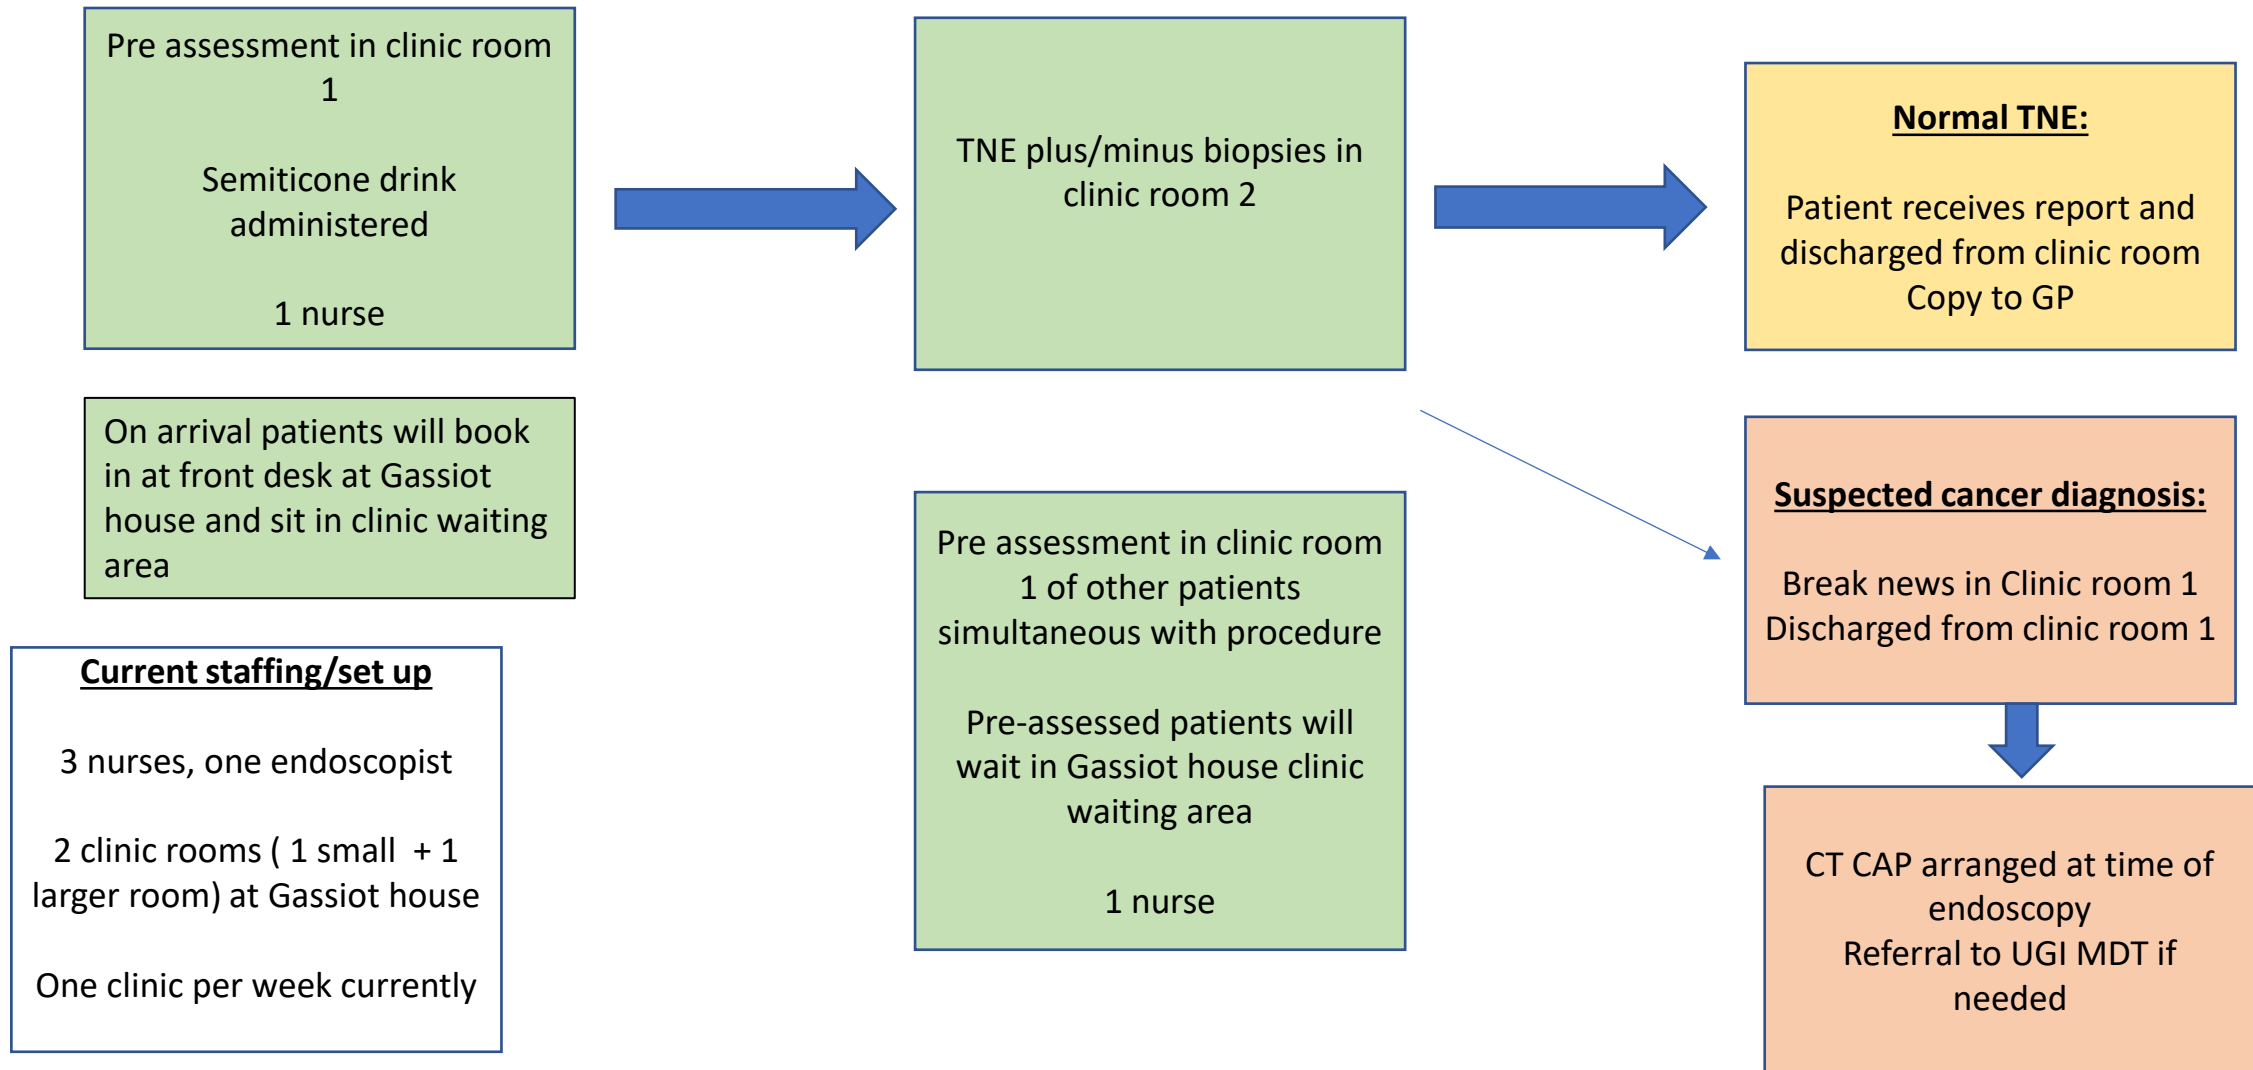 Pre assessment in clinic room
1
Semiticone drink
administered
1 nurse
On arrival patients will book
in at front desk at Gassiot
house and sit in clinic waiting
area
Current staffing/set up
3 nurses, one endoscopist
2 clinic rooms ( 1 small + 1
larger room) at Gassiot house
One clinic per week currently
TNE plus/minus biopsies in
clinic room 2
Pre assessment in clinic room
1 of other patients
simultaneous with procedure
Pre-assessed patients will
wait in Gassiot house clinic
waiting area
1 nurse
Normal TNE:
Patient receives report and
discharged from clinic room
Copy to GP
Suspected cancer diagnosis:
Break news in Clinic room 1
Discharged from clinic room 1
CT CAP arranged at time of
endoscopy
Referral to UGI MDT if
needed